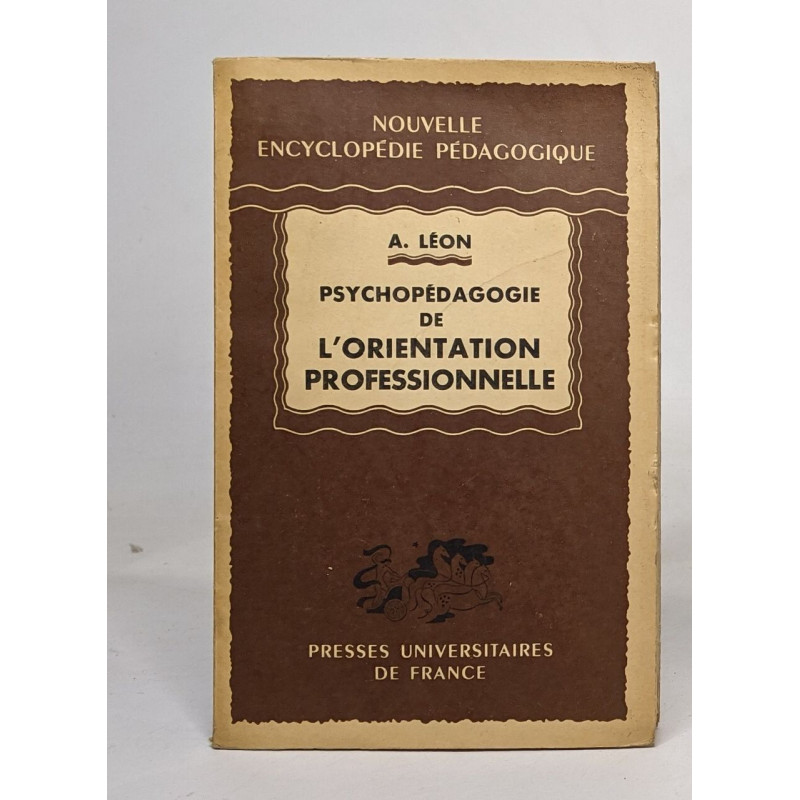 NOUVELLE
ENCYCLOPÉDIE PÉDAGOGIQUE
A. LÉON
PSYCHOPÉDAGOGIE
DE
L'ORIENTATION
PROFESSIONNELLE
PRESSES UNIVERSITAIRES
DE FRANCE